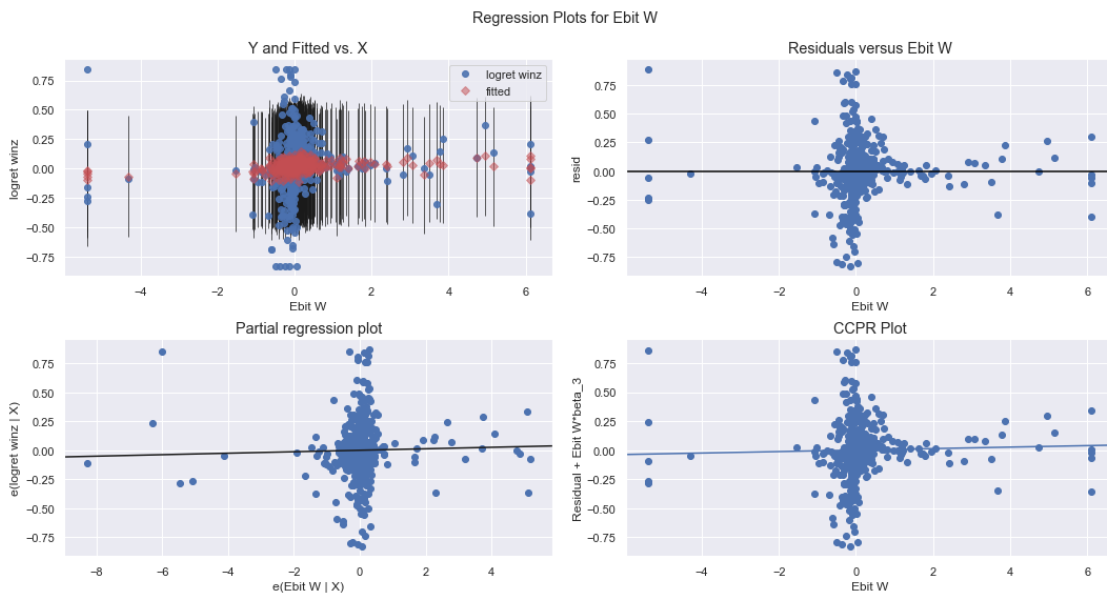 Regression Plots for Ebit W
Y and Fitted vs. X
logret winz
fitted
0.75
0.50
0.25
0.00
−0.25
−0.50
−0.75
logret winz
−4 −2 0 2 4 6
Ebit W
Residuals versus Ebit W
0.75
0.50
0.25
0.00
−0.25
−0.50
−0.75
resid
−4 −2 0 2 4 6
Ebit W
Partial regression plot
0.75
0.50
0.25
0.00
−0.25
−0.50
−0.75
e(logret winz | X)
−8 −6 −4 −2 0 2 4
e(Ebit W | X)
CCPR Plot
0.75
0.50
0.25
0.00
−0.25
−0.50
−0.75
Residual + Ebit W*beta_3
−4 −2 0 2 4 6
Ebit W